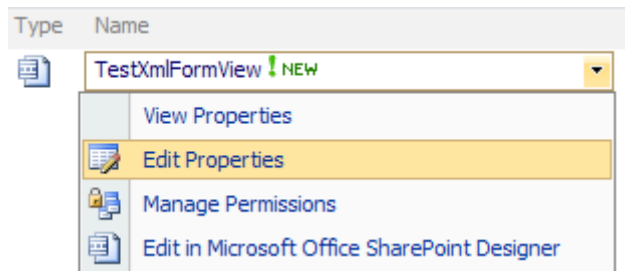 Type Name
TestXmlFormView ! NEW
View Properties
Edit Properties
Manage Permissions
Edit in Microsoft Office SharePoint Designer